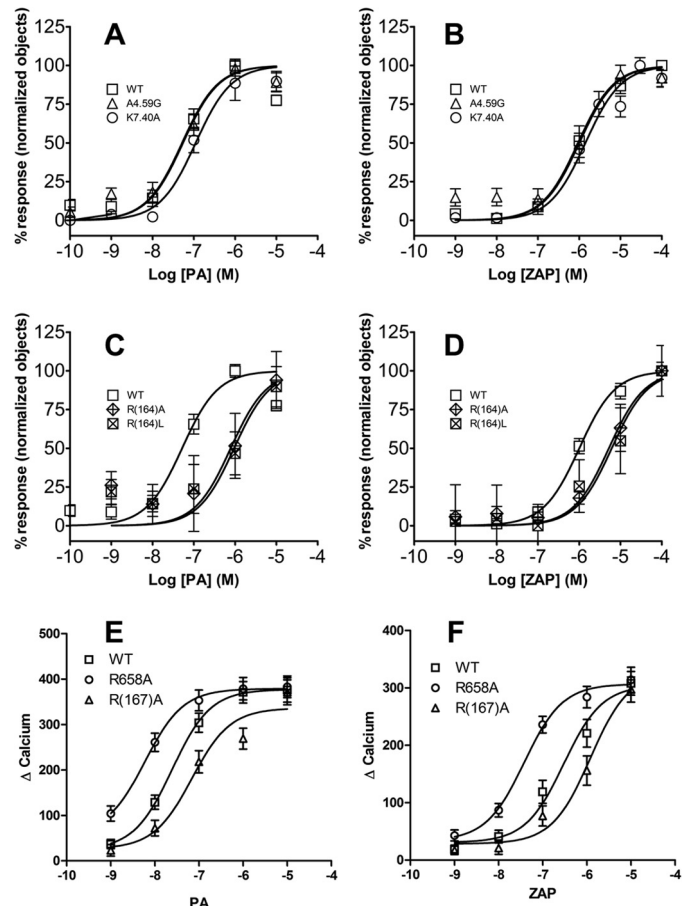 A
B
% response (normalized objects)
125
100
75
50
25
0
WT
A4.59G
K7.40A
-10 -9 -8 -7 -6 -5 -4
Log [PA] (M)
% response (normalized objects)
125
100
75
50
25
0
WT
A4.59G
K7.40A
-10 -9 -8 -7 -6 -5 -4
Log [ZAP] (M)
C
D
% response (normalized objects)
125
100
75
50
25
0
WT
R(164)A
R(164)L
-10 -9 -8 -7 -6 -5 -4
Log [PA] (M)
% response (normalized objects)
125
100
75
50
25
0
WT
R(164)A
R(164)L
-10 -9 -8 -7 -6 -5 -4
Log [ZAP] (M)
E
F
Δ Calcium
500
400
300
200
100
0
WT
R658A
R(167)A
-10 -9 -8 -7 -6 -5 -4
PA
Δ Calcium
400
300
200
100
0
WT
R658A
R(167)A
-10 -9 -8 -7 -6 -5 -4
ZAP